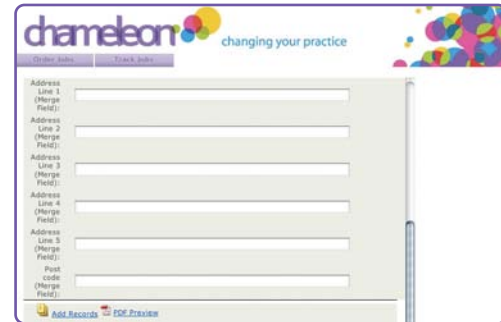 chameleon
changing your practice
Order Jobs Track Jobs
Address
Line 1
(Merge
Field):
Address
Line 2
(Merge
Field):
Address
Line 3
(Merge
Field):
Address
Line 4
(Merge
Field):
Address
Line 5
(Merge
Field):
Post
code
(Merge
Field):
Add Records PDF Preview